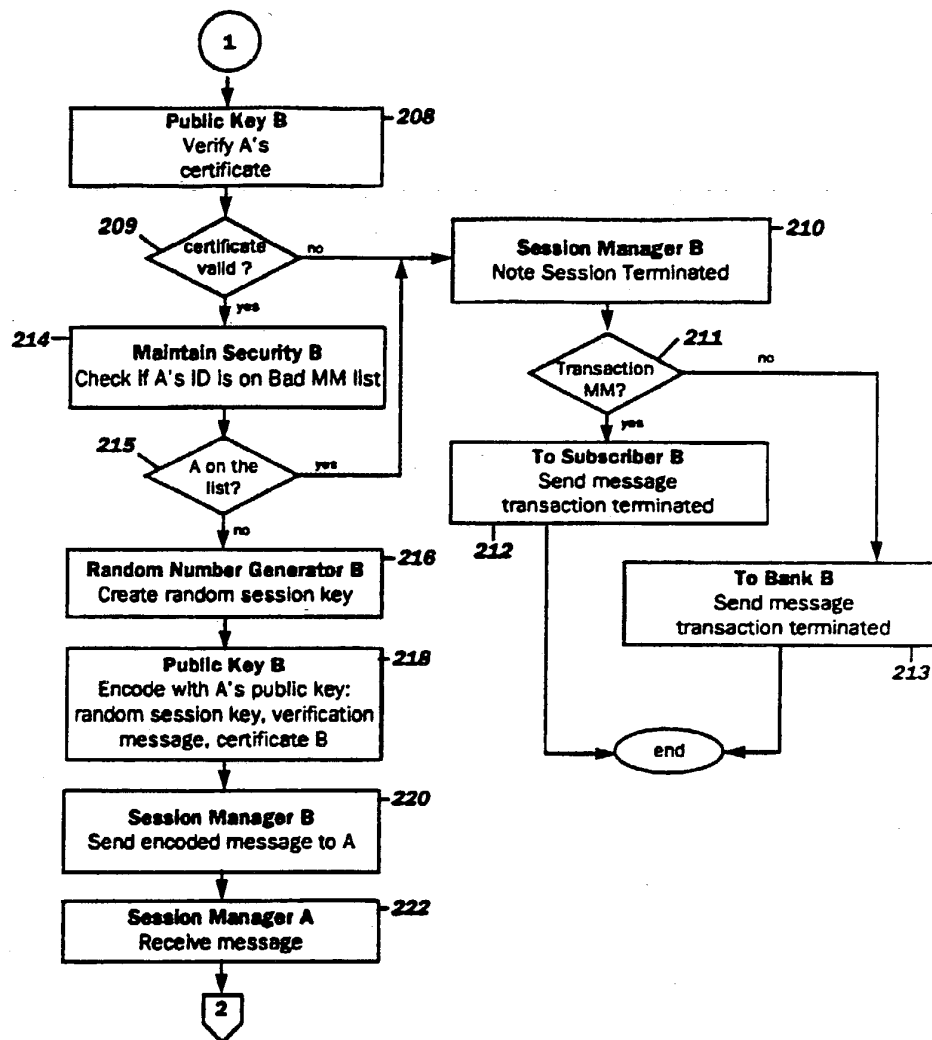 1
Public Key B
208
Verify A's
certificate
209
certificate
valid ?
no
yes
Session Manager B
210
Note Session Terminated
214
Maintain Security B
Check if A's ID is on Bad MM list
211
Transaction
MM?
no
yes
215
A on the
list?
yes
no
To Subscriber B
Send message
transaction terminated
212
Random Number Generator B
216
Create random session key
To Bank B
Send message
transaction terminated
213
Public Key B
218
Encode with A's public key:
random session key, verification
message, certificate B
end
Session Manager B
220
Send encoded message to A
Session Manager A
222
Receive message
2